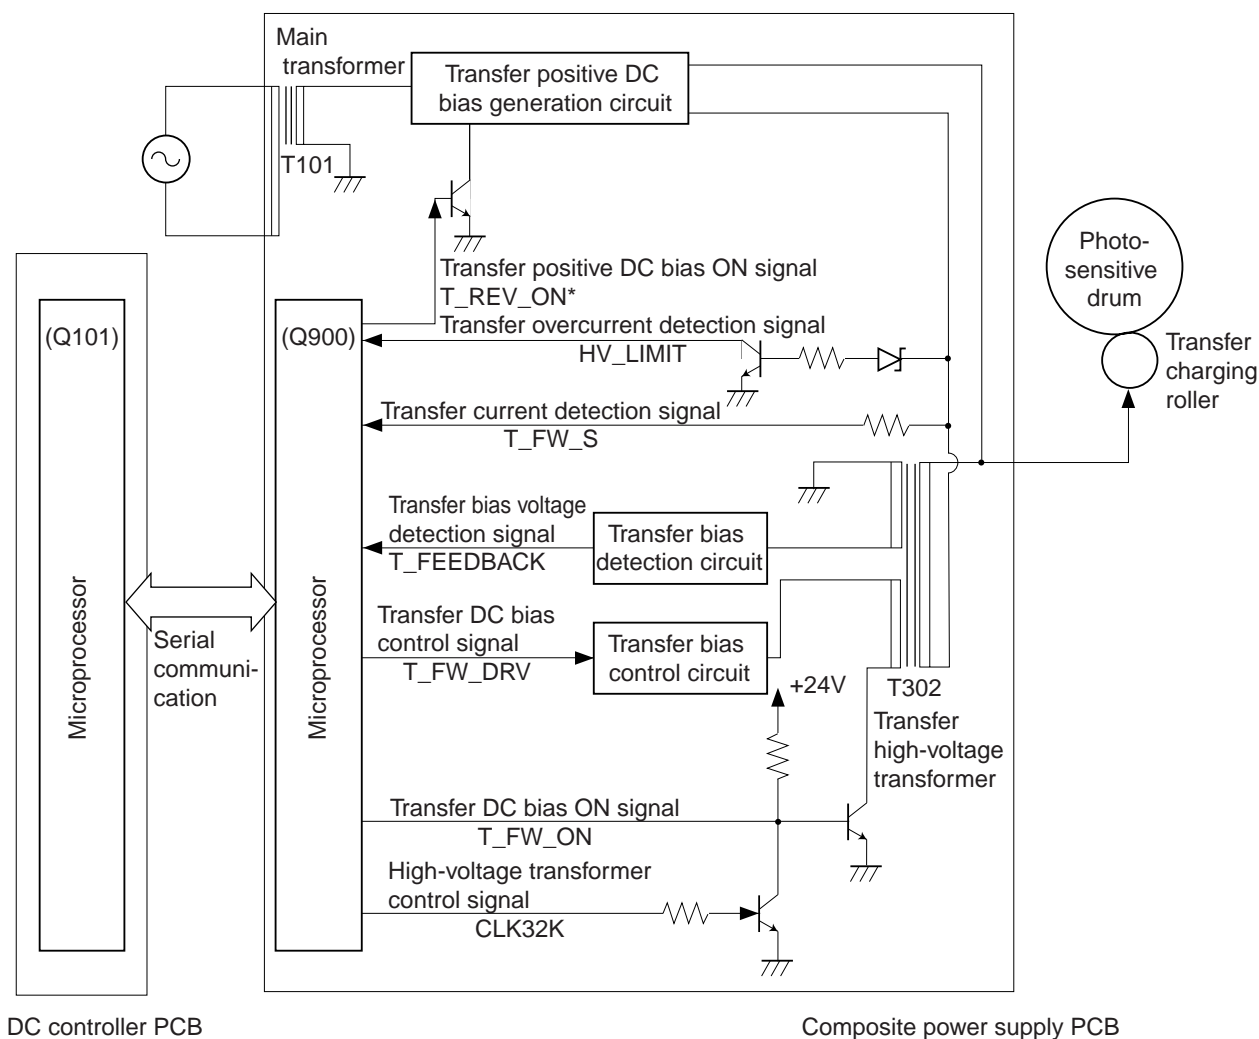 Main
transformer
Transfer positive DC
bias generation circuit
T101
Transfer positive DC bias ON signal
T_REV_ON*
Photo-
sensitive
drum
(Q101)
(Q900)
Transfer overcurrent detection signal
HV_LIMIT
Transfer
charging
roller
Transfer current detection signal
T_FW_S
Transfer bias voltage
detection signal
T_FEEDBACK
Transfer bias
detection circuit
Microprocessor
Microprocessor
Serial
communi-
cation
Transfer DC bias
control signal
T_FW_DRV
Transfer bias
control circuit
+24V
T302
Transfer
high-voltage
transformer
Transfer DC bias ON signal
T_FW_ON
High-voltage transformer
control signal
CLK32K
DC controller PCB
Composite power supply PCB